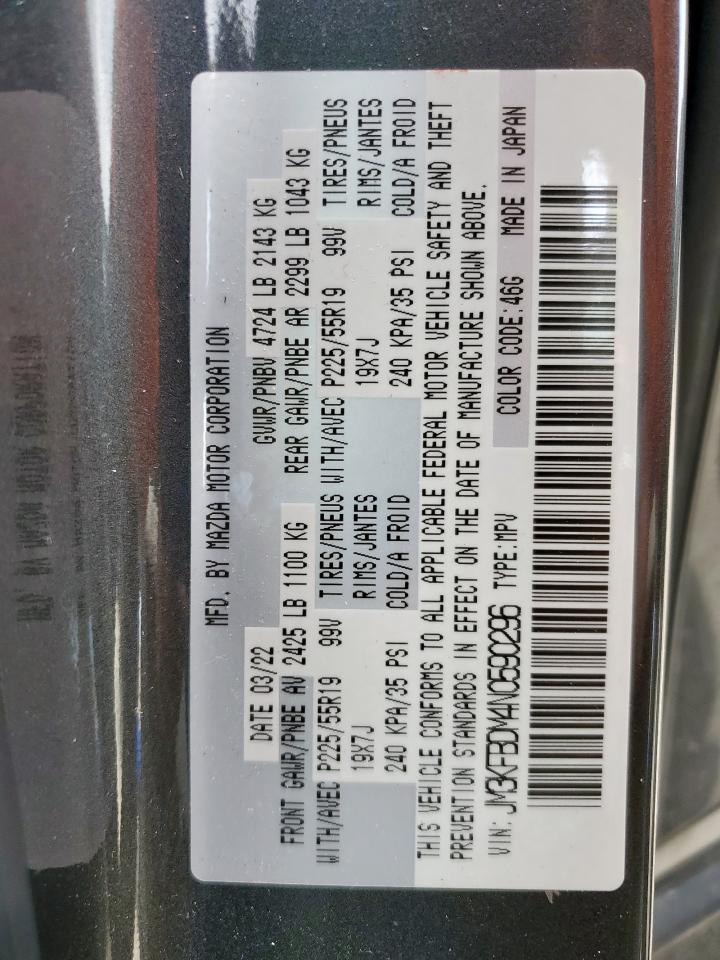 MFD. BY MAZDA MOTOR CORPORATION
DATE 03/22 GVWR/PNBV 4724 LB 2143 KG
FRONT GAWR/PNBE AV 2425 LB 1100 KG REAR GAWR/PNBE AR 2299 LB 1043 KG
WITH/AVEC P225/55R19 99V TIRES/PNEUS WITH/AVEC P225/55R19 99V TIRES/PNEUS
19X7J RIMS/JANTES 19X7J RIMS/JANTES
240 KPA/35 PSI COLD/A FROID 240 KPA/35 PSI COLD/A FROID
THIS VEHICLE CONFORMS TO ALL APPLICABLE FEDERAL MOTOR VEHICLE SAFETY AND THEFT
PREVENTION STANDARDS IN EFFECT ON THE DATE OF MANUFACTURE SHOWN ABOVE.
VIN: JM3KFBDM4N0590296 TYPE: MPV COLOR CODE: 46G MADE IN JAPAN